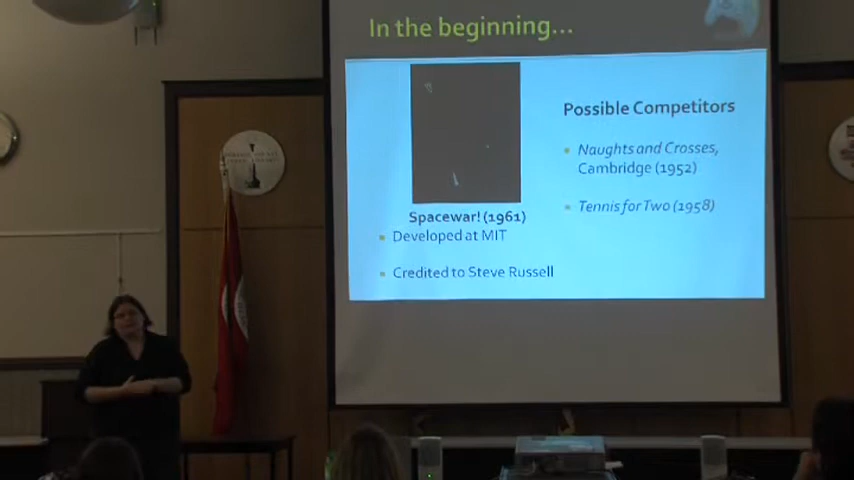 In the beginning...
Spacewar! (1961)
Developed at MIT
Credited to Steve Russell
Possible Competitors
Naughts and Crosses,
Cambridge (1952)
Tennis for Two (1958)